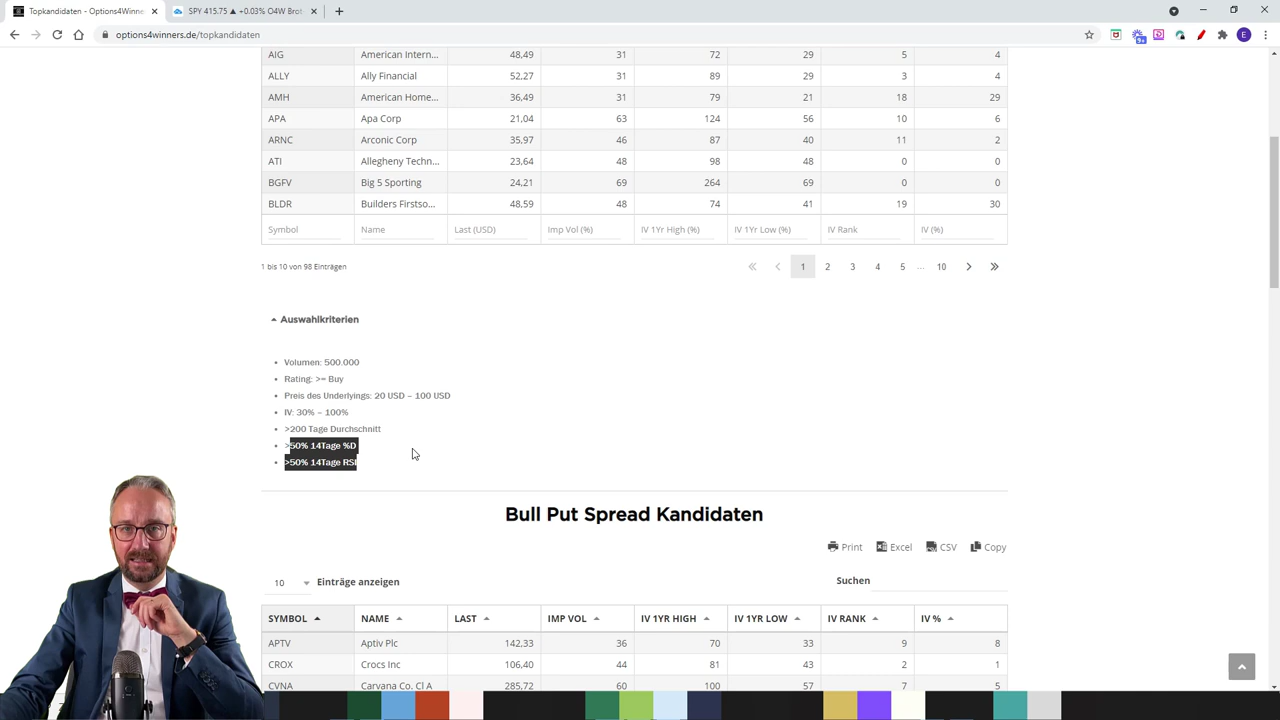 Topkandidaten - Options4Winne
SPY 415.75 ▲ +0.03% O4W Brot
options4winners.de/topkandidaten
9+
E
AIG American Intern... 48,49 31 72 29 5 4
ALLY Ally Financial 52,27 31 89 29 3 4
AMH American Home... 36,49 31 79 21 18 29
APA Apa Corp 21,04 63 124 56 10 6
ARNC Arconic Corp 35,97 46 87 40 11 2
ATI Allegheny Techn... 23,64 48 98 48 0 0
BGFV Big 5 Sporting 24,21 69 264 69 0 0
BLDR Builders Firstso... 48,59 48 74 41 19 30
Symbol Name Last (USD) Imp Vol (%) IV 1Yr High (%) IV 1Yr Low (%) IV Rank IV (%)
1 bis 10 von 98 Einträgen
1 2 3 4 5 ... 10
Auswahlkriterien
• Volumen: 500.000
• Rating: >= Buy
• Preis des Underlyings: 20 USD – 100 USD
• IV: 30% – 100%
• >200 Tage Durchschnitt
• >50% 14Tage %D
• >50% 14Tage RSI
Bull Put Spread Kandidaten
Print Excel CSV Copy
10 Einträge anzeigen
Suchen
SYMBOL NAME LAST IMP VOL IV 1YR HIGH IV 1YR LOW IV RANK IV %
APTV Aptiv Plc 142,33 36 70 33 9 8
CROX Crocs Inc 106,40 44 81 43 2 1
CVNA Carvana Co. Cl A 285,72 60 100 57 7 5